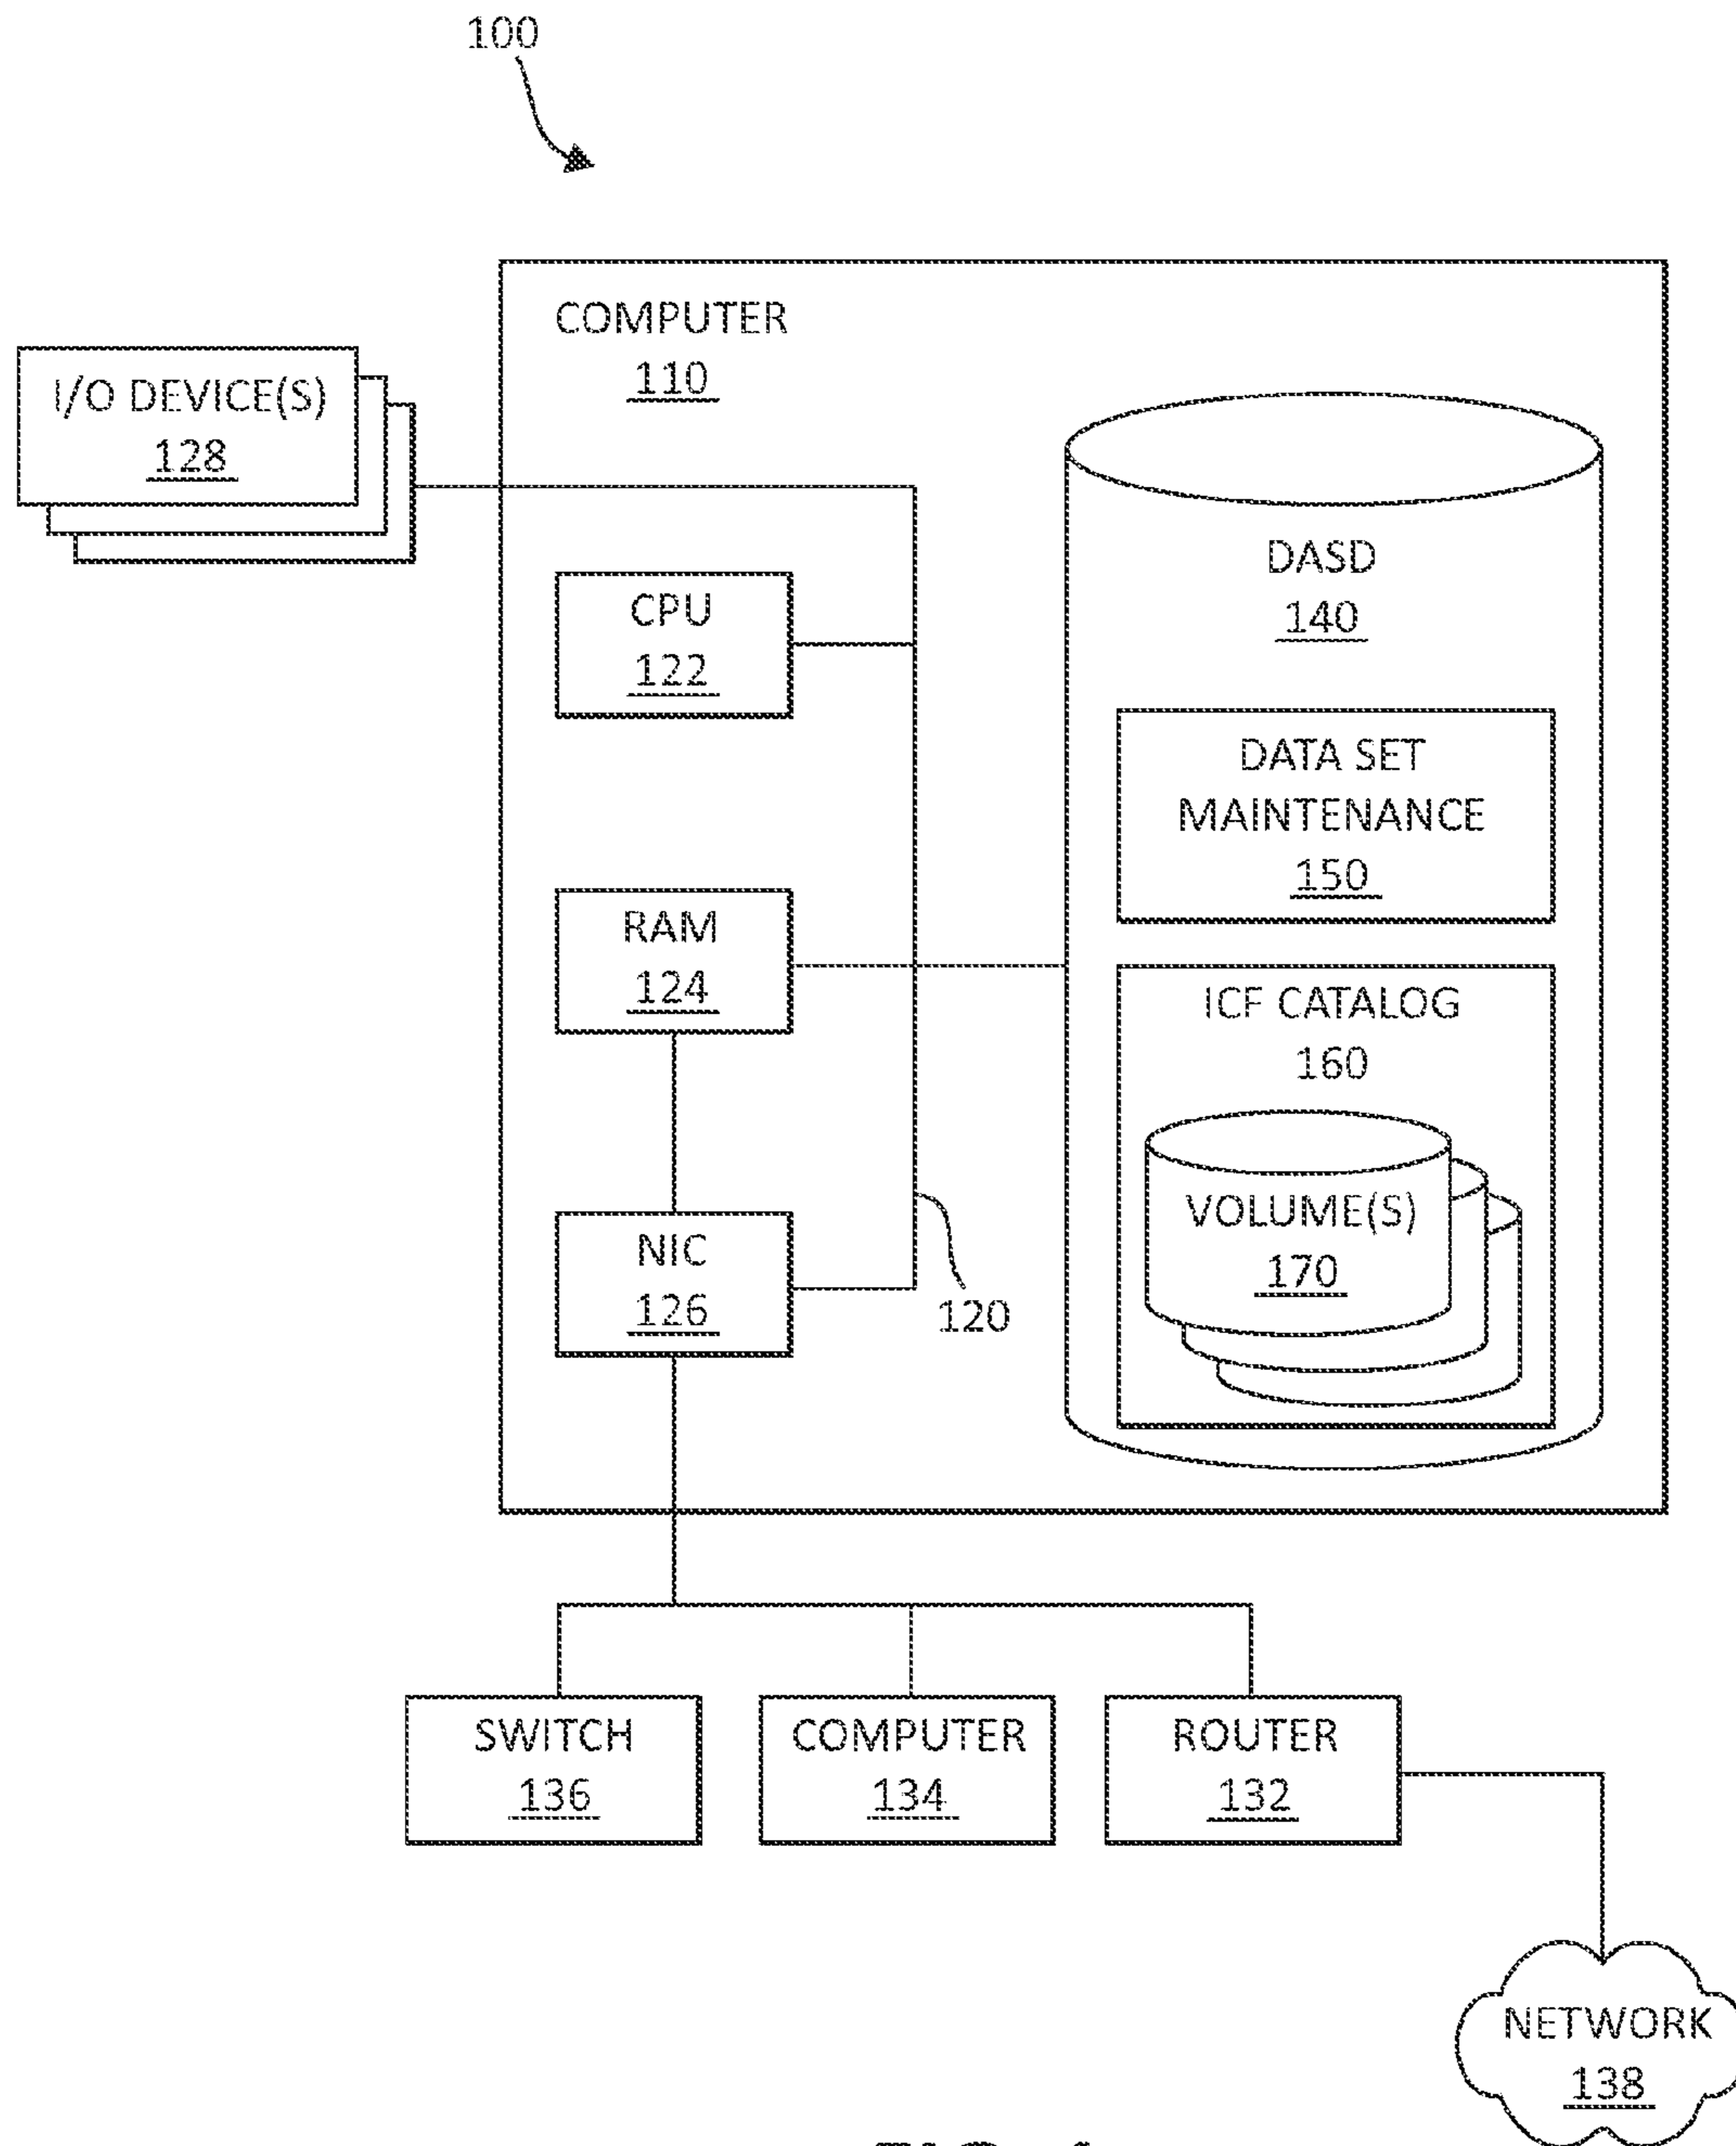 100
COMPUTER
110
I/O DEVICE(S)
128
CPU
122
RAM
124
NIC
126
120
DASD
140
DATA SET
MAINTENANCE
150
ICF CATALOG
160
VOLUME(S)
170
SWITCH
136
COMPUTER
134
ROUTER
132
NETWORK
138